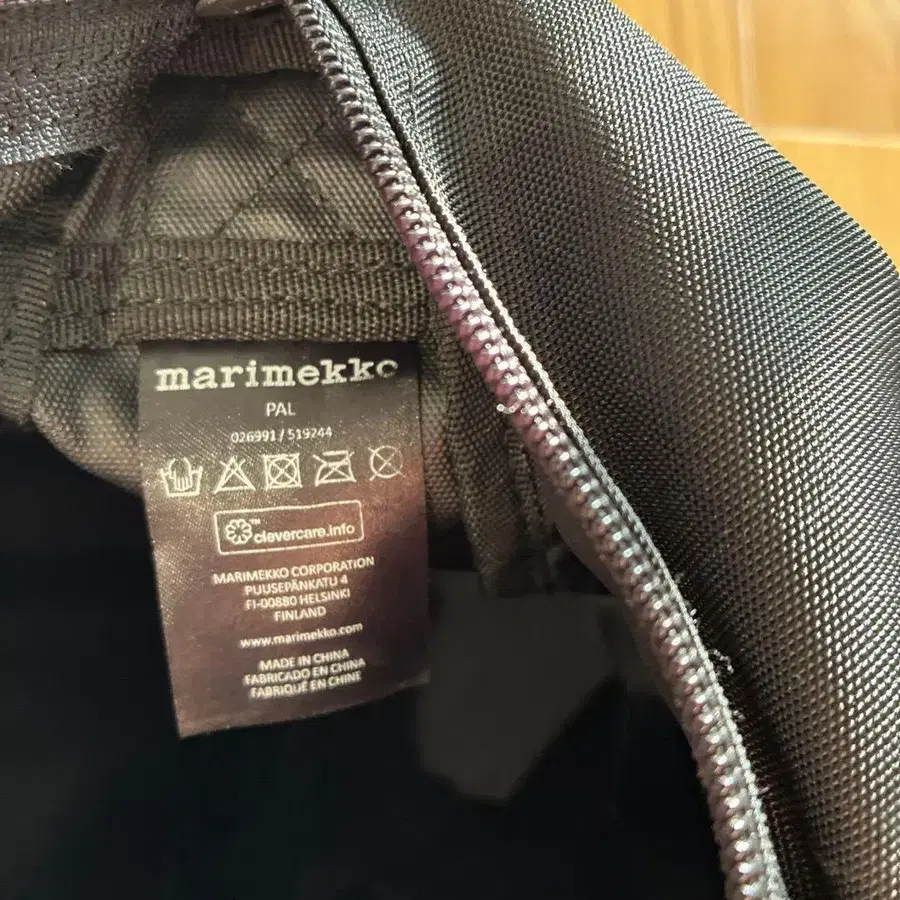 marimekko
PAL
026991 / 519244
clevercare.info
MARIMEKKO CORPORATION
PUUSEPÄNKATU 4
FI-00880 HELSINKI
FINLAND
www.marimekko.com
MADE IN CHINA
FABRICADO EN CHINA
FABRIQUÉ EN CHINE